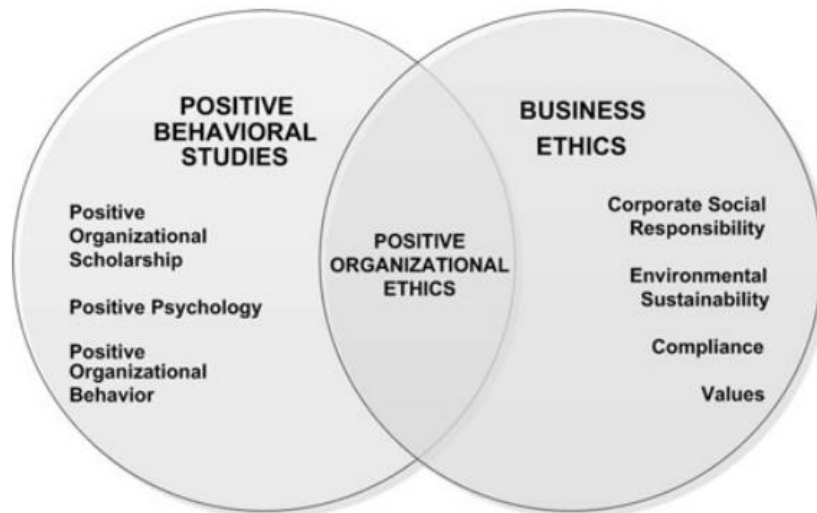 POSITIVE
BEHAVIORAL
STUDIES
Positive
Organizational
Scholarship
Positive Psychology
Positive
Organizational
Behavior
POSITIVE
ORGANIZATIONAL
ETHICS
BUSINESS
ETHICS
Corporate Social
Responsibility
Environmental
Sustainability
Compliance
Values